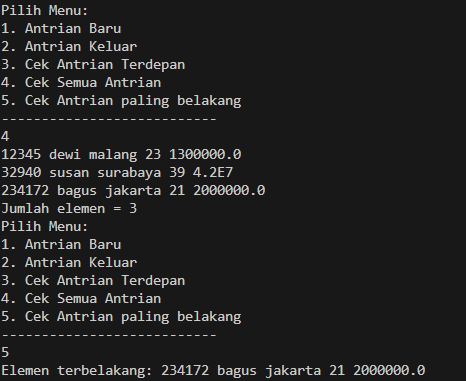 Pilih Menu:
1. Antrian Baru
2. Antrian Keluar
3. Cek Antrian Terdepan
4. Cek Semua Antrian
5. Cek Antrian paling belakang
---------------------------
4
12345 dewi malang 23 1300000.0
32940 susan surabaya 39 4.2E7
234172 bagus jakarta 21 2000000.0
Jumlah elemen = 3
Pilih Menu:
1. Antrian Baru
2. Antrian Keluar
3. Cek Antrian Terdepan
4. Cek Semua Antrian
5. Cek Antrian paling belakang
---------------------------
5
Elemen terbelakang: 234172 bagus jakarta 21 2000000.0